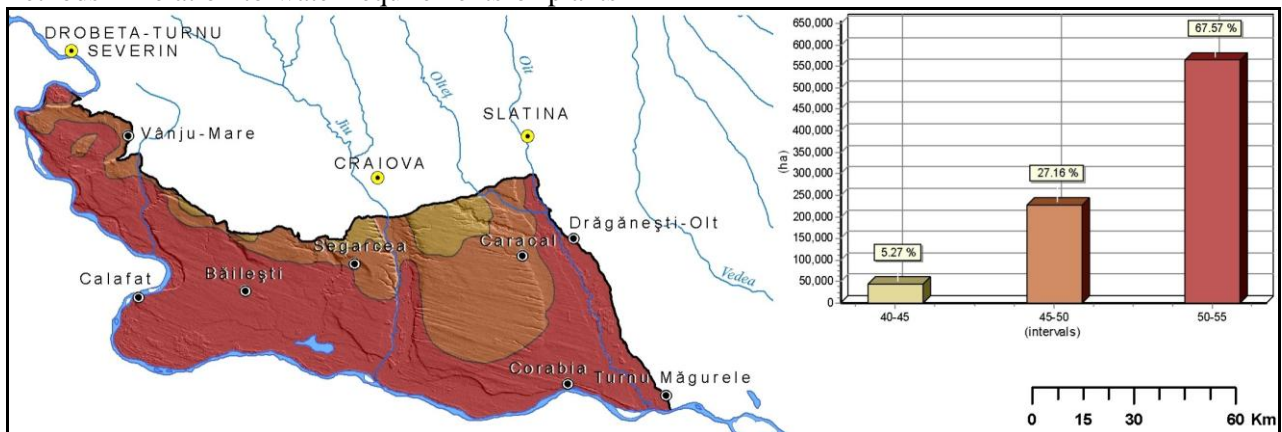 DROBETA-TURNU
SEVERIN
Vânju-Mare
Jiu
Olteţ
Olt
SLATINA
CRAIOVA
Drăgăneşti-Olt
Segarcea
Caracal
Calafat
Băileşti
Vedea
Corabia
Turnu Măgurele
650,000
600,000
550,000
500,000
450,000
400,000
350,000
300,000
250,000
200,000
150,000
100,000
50,000
0
(ha)
67.57 %
27.16 %
5.27 %
40-45
45-50
50-55
(intervals)
0 15 30 60 Km